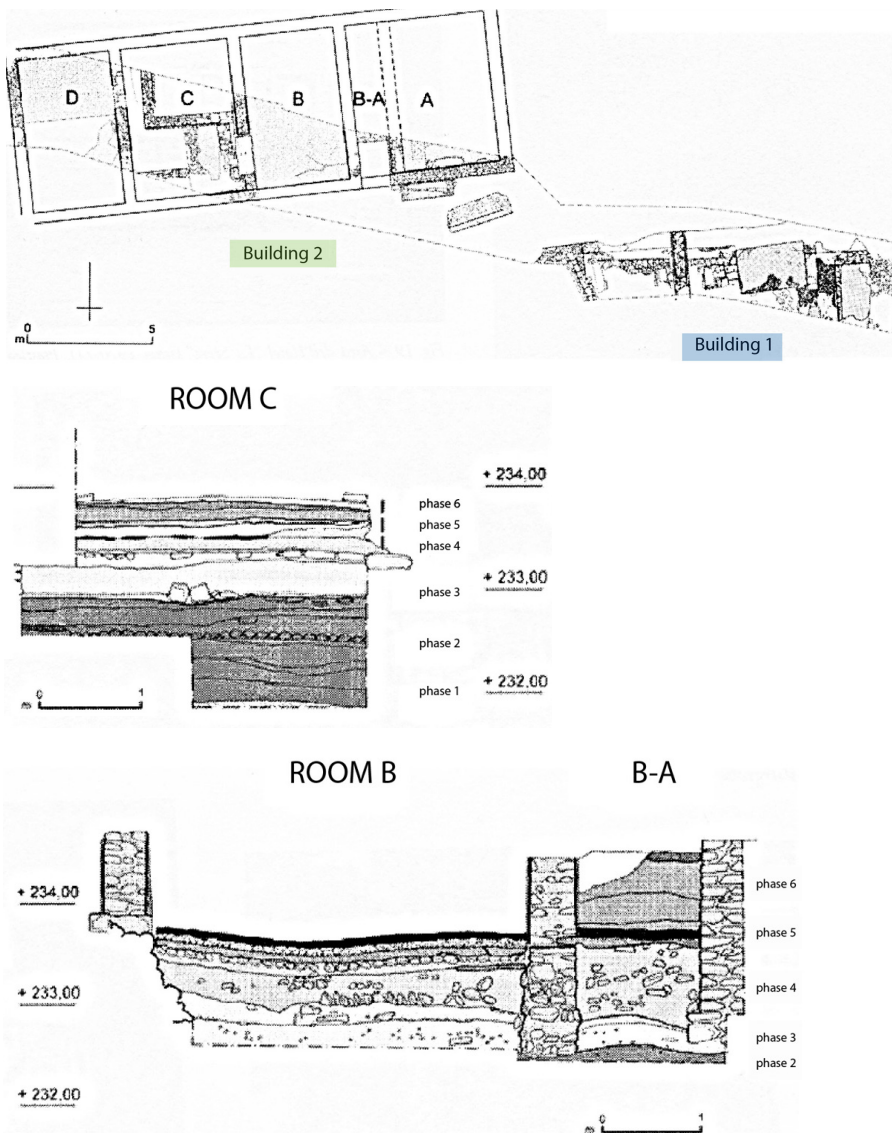 D C B B-A A
Building 2
0 5
m
Building 1
ROOM C
+ 234,00
phase 6
phase 5
phase 4
+ 233,00
phase 3
phase 2
+ 232,00
phase 1
0 1
m
ROOM B B-A
+ 234,00
phase 6
phase 5
+ 233,00
phase 4
phase 3
phase 2
+ 232,00
0 1
m